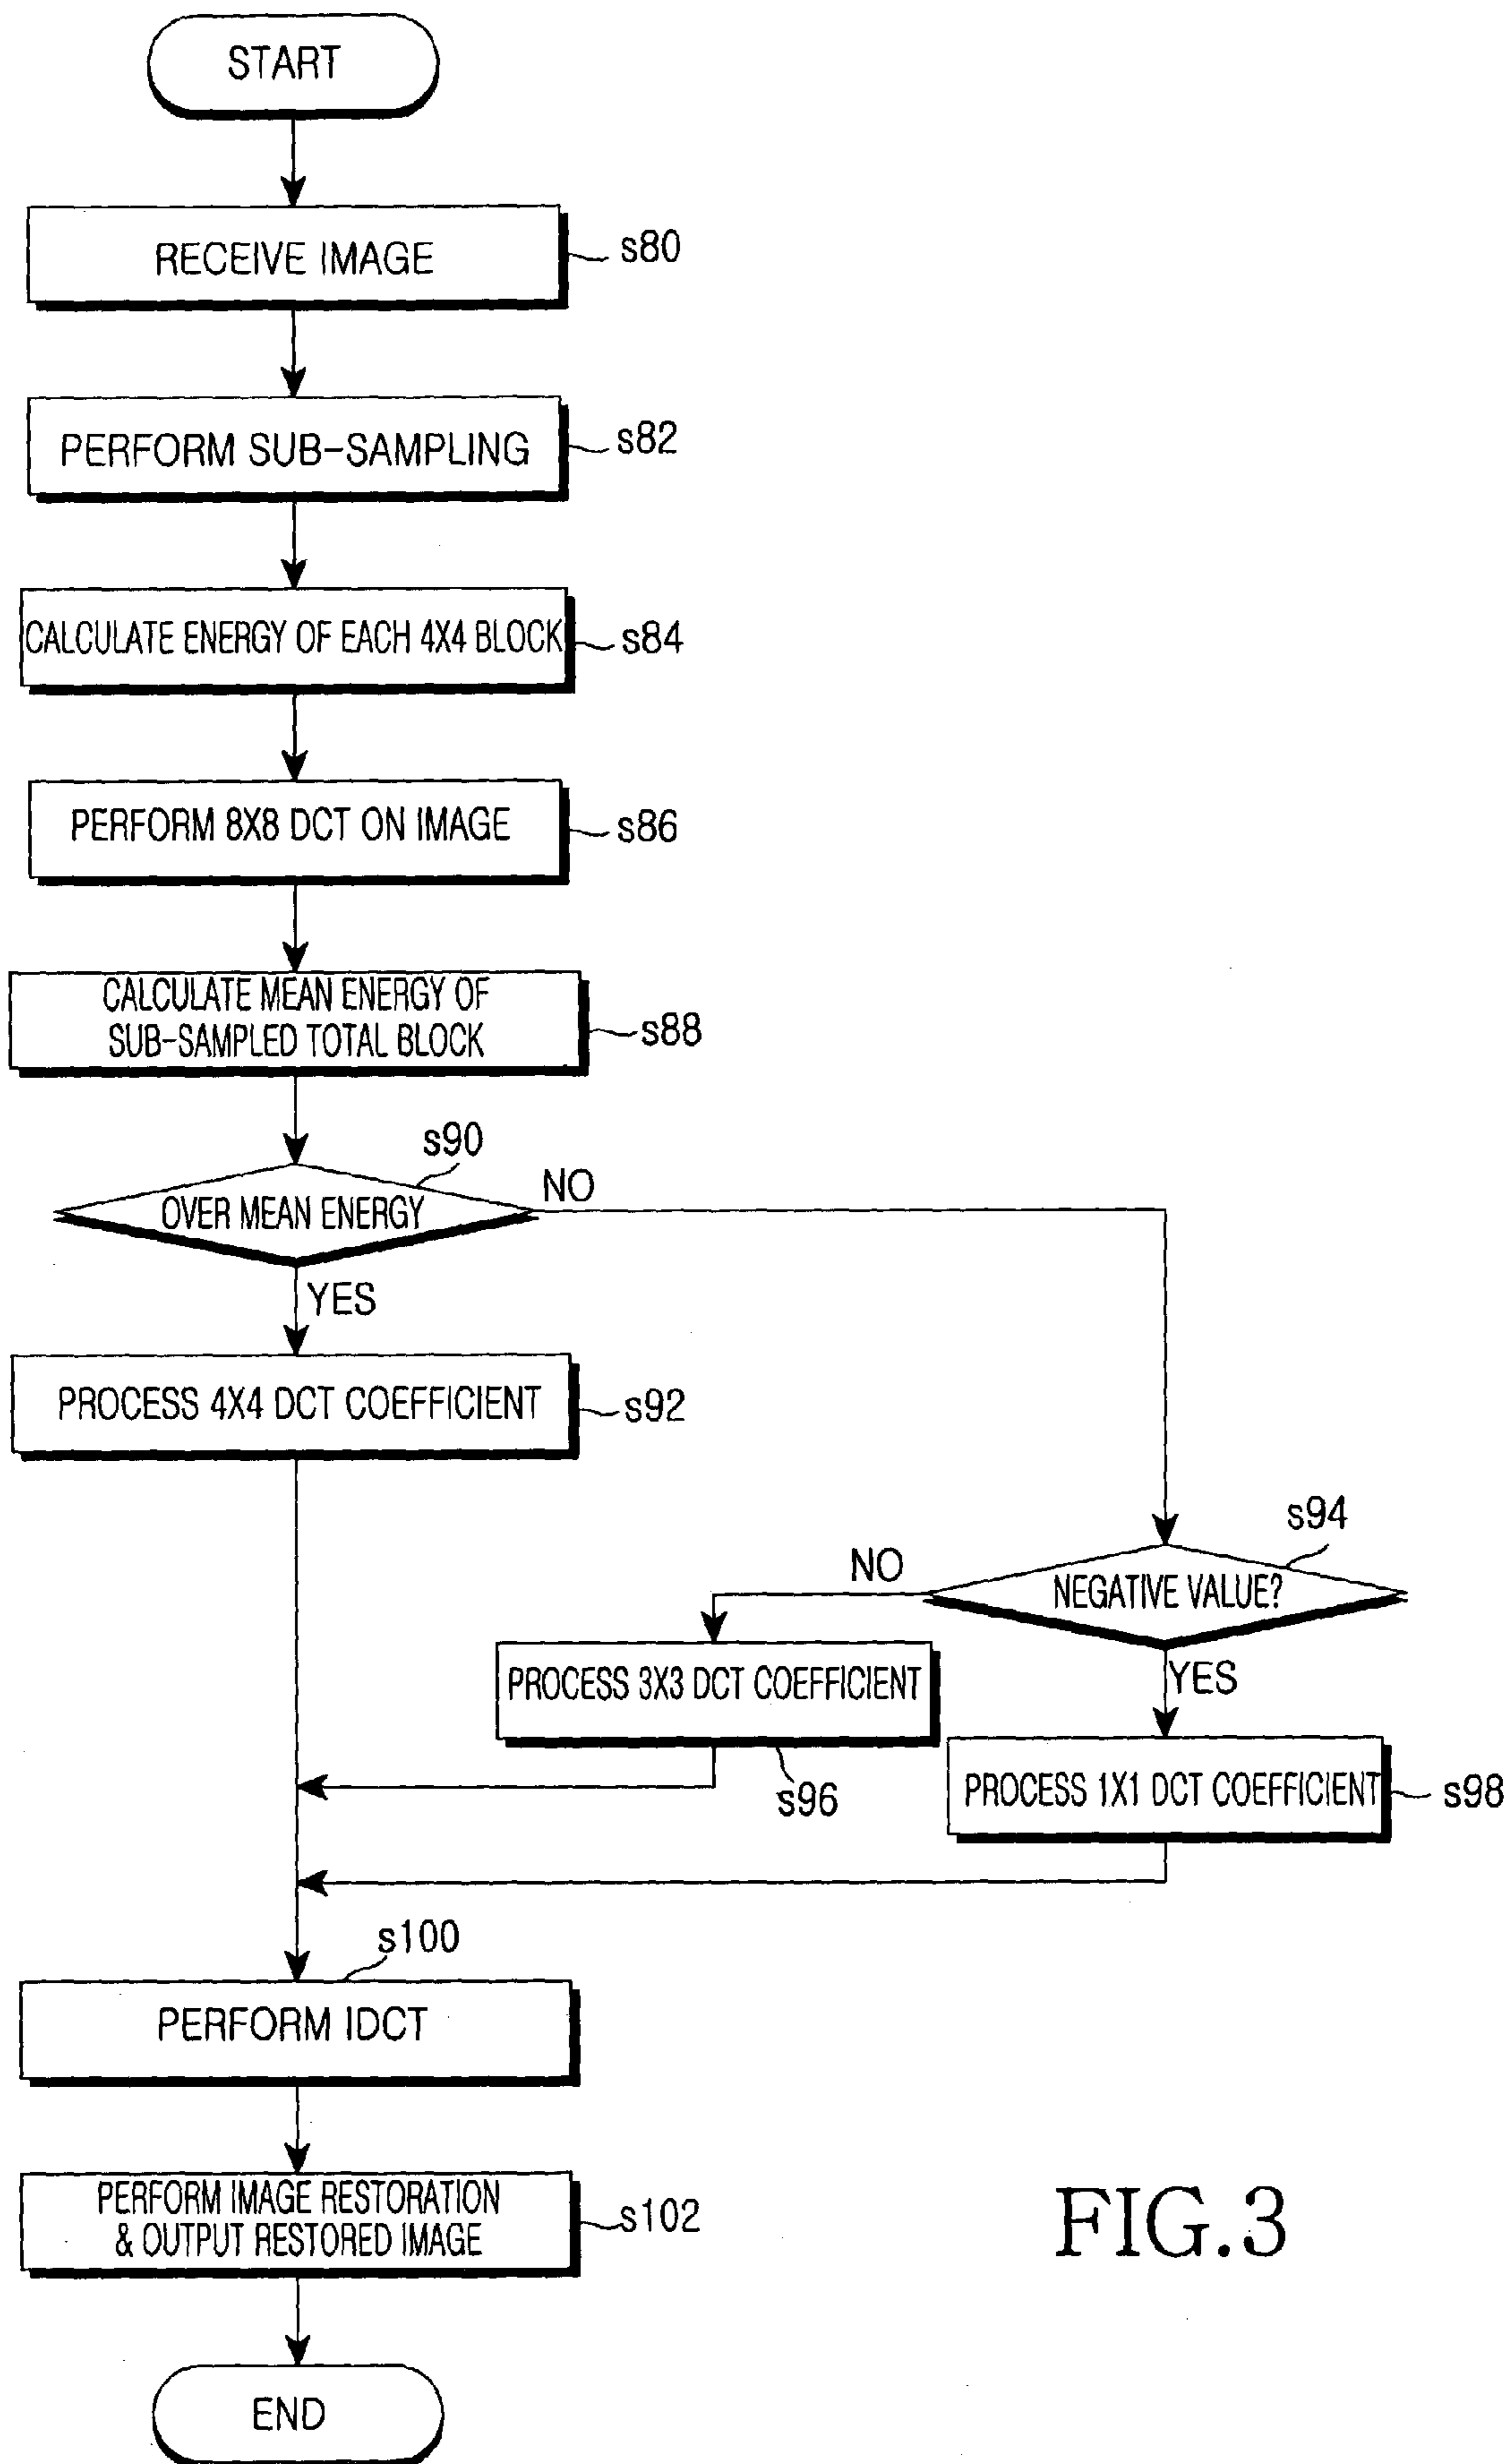 START
RECEIVE IMAGE
s80
PERFORM SUB-SAMPLING
s82
CALCULATE ENERGY OF EACH 4X4 BLOCK
s84
PERFORM 8X8 DCT ON IMAGE
s86
CALCULATE MEAN ENERGY OF
SUB-SAMPLED TOTAL BLOCK
s88
s90
OVER MEAN ENERGY
NO
YES
PROCESS 4X4 DCT COEFFICIENT
s92
s94
NEGATIVE VALUE?
NO
YES
PROCESS 3X3 DCT COEFFICIENT
s96
PROCESS 1X1 DCT COEFFICIENT
s98
s100
PERFORM IDCT
PERFORM IMAGE RESTORATION
& OUTPUT RESTORED IMAGE
s102
END
FIG.3